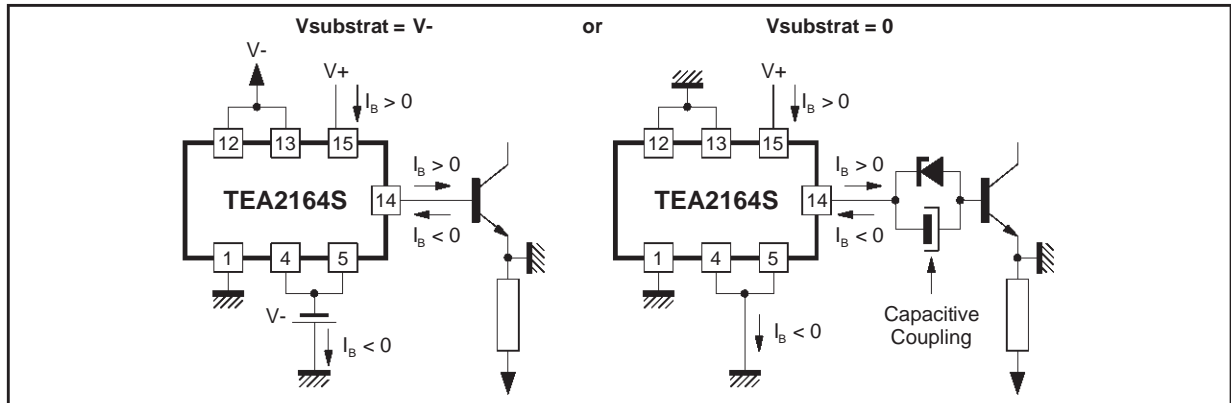 Vsubstrat = V- or Vsubstrat = 0
V-
V+
I_B > 0
12 13 15
I_B > 0
TEA2164S
14
I_B < 0
1 4 5
V-
I_B < 0
V+
I_B > 0
12 13 15
I_B > 0
TEA2164S
14
I_B < 0
1 4 5
I_B < 0
Capacitive
Coupling